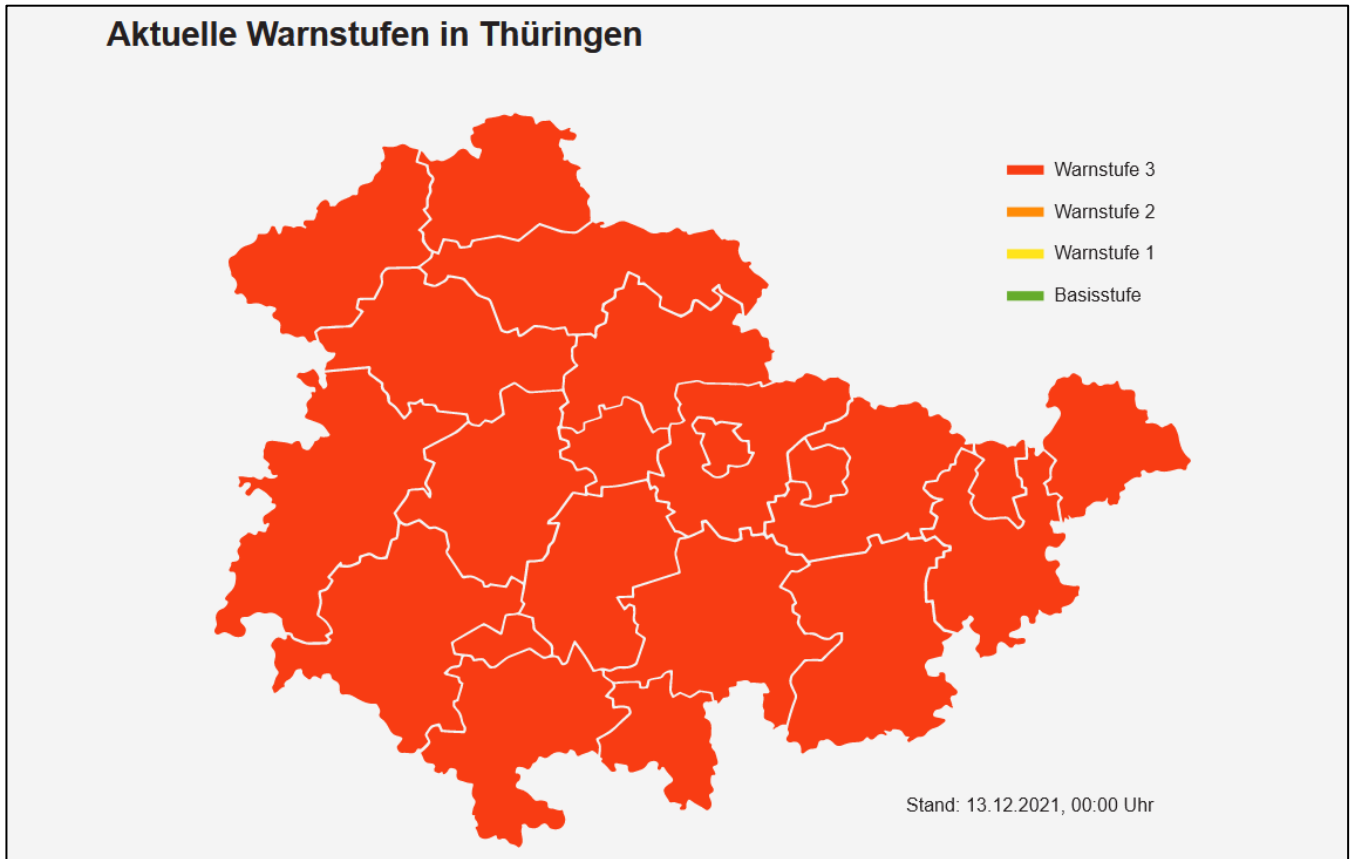 Aktuelle Warnstufen in Thüringen
Warnstufe 3
Warnstufe 2
Warnstufe 1
Basisstufe
Stand: 13.12.2021, 00:00 Uhr